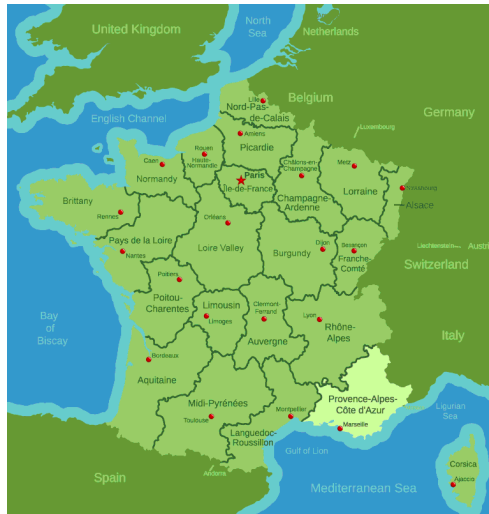 United Kingdom
North
Sea
Netherlands
Lille
Nord-Pas-
de-Calais
Belgium
English Channel
Germany
Amiens
Picardie
Luxembourg
Rouen
Haute-
Normandie
Caen
Normandy
Paris
Île-de-France
Châlons-en-
Champagne
Champagne-
Ardenne
Metz
Lorraine
Strasbourg
Alsace
Brittany
Rennes
Orléans
Pays de la Loire
Nantes
Loire Valley
Dijon
Burgundy
Besançon
Franche-
Comté
Liechtenstein
Austri
Switzerland
Poitiers
Poitou-
Charentes
Limousin
Limoges
Clermont-
Ferrand
Auvergne
Lyon
Rhône-
Alpes
Bay
of
Biscay
Italy
Bordeaux
Aquitaine
Midi-Pyrénées
Toulouse
Montpellier
Languedoc-
Roussillon
Provence-Alpes-
Côte d'Azur
Marseille
Ligurian
Sea
Gulf of Lion
Corsica
Ajaccio
Spain
Andorra
Mediterranean Sea